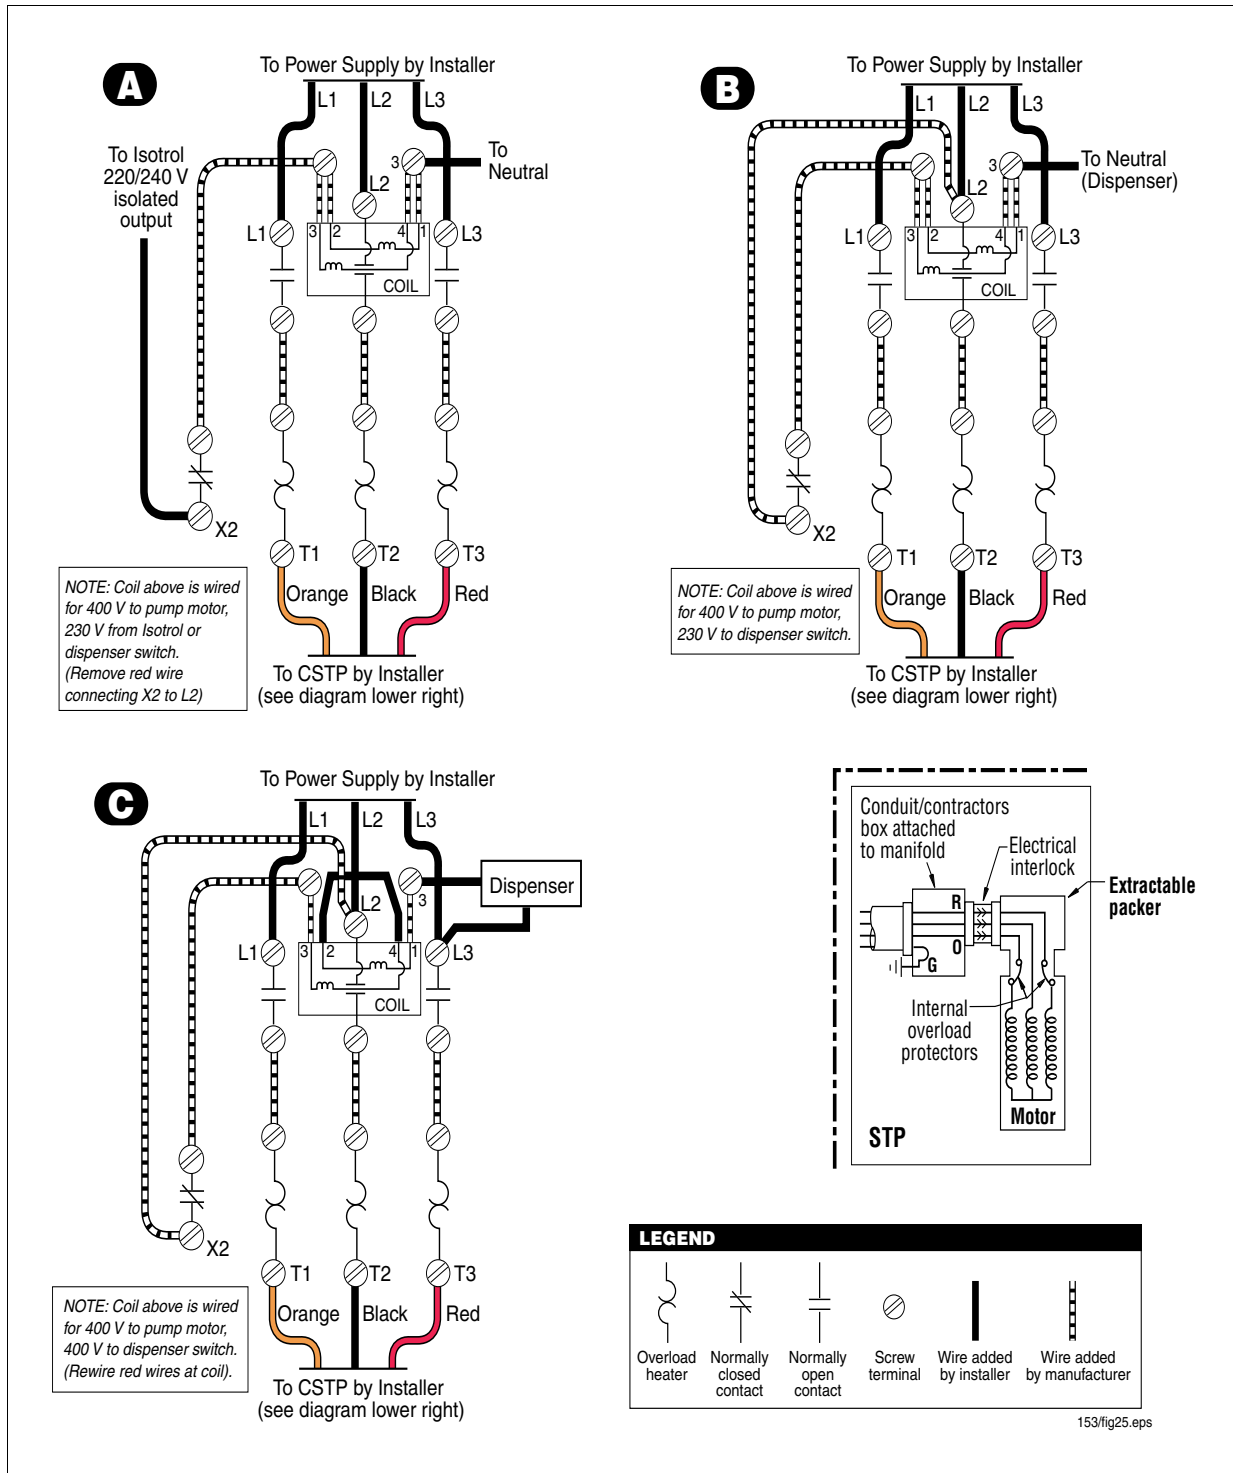 A
To Power Supply by Installer
L1
L2
L3
To Isotrol
220/240 V
isolated
output
3
To
Neutral
L2
L1
L3
3
2
4
1
COIL
X2
T1
T2
T3
Orange
Black
Red
NOTE: Coil above is wired
for 400 V to pump motor,
230 V from Isotrol or
dispenser switch.
(Remove red wire
connecting X2 to L2)
To CSTP by Installer
(see diagram lower right)
B
To Power Supply by Installer
L1
L2
L3
3
To Neutral
(Dispenser)
L2
L1
L3
3
2
4
1
COIL
X2
T1
T2
T3
Orange
Black
Red
NOTE: Coil above is wired
for 400 V to pump motor,
230 V to dispenser switch.
To CSTP by Installer
(see diagram lower right)
C
To Power Supply by Installer
L1
L2
L3
Dispenser
3
L2
L1
L3
3
2
4
1
COIL
X2
T1
T2
T3
Orange
Black
Red
NOTE: Coil above is wired
for 400 V to pump motor,
400 V to dispenser switch.
(Rewire red wires at coil).
To CSTP by Installer
(see diagram lower right)
Conduit/contractors
box attached
to manifold
Electrical
interlock
Extractable
packer
R
O
G
Internal
overload
protectors
Motor
STP
LEGEND
Overload
heater
Normally
closed
contact
Normally
open
contact
Screw
terminal
Wire added
by installer
Wire added
by manufacturer
153/fig25.eps